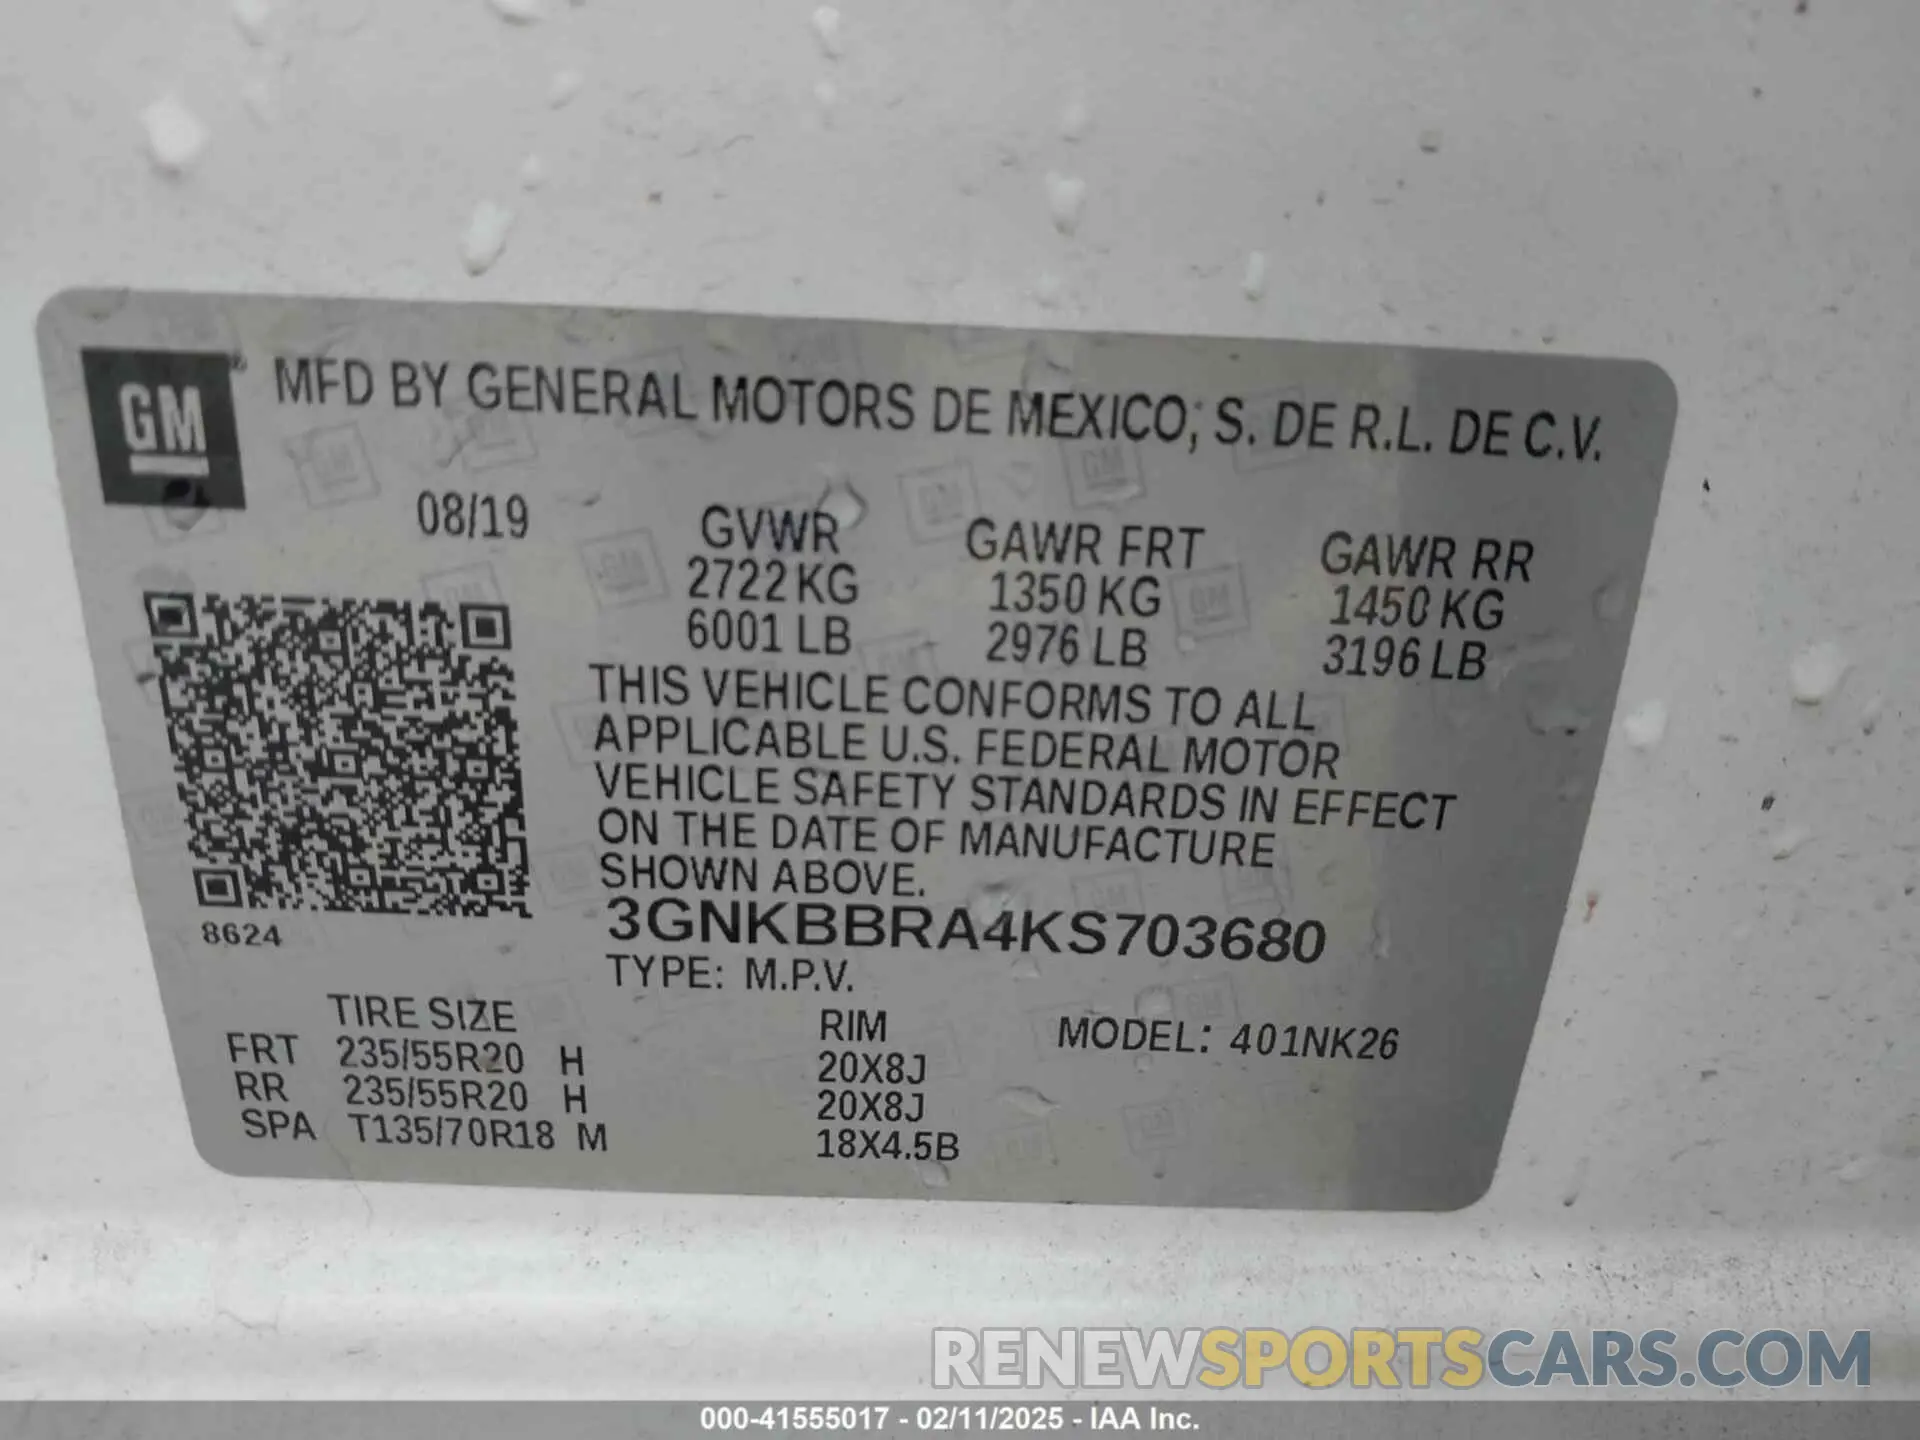 GM
MFD BY GENERAL MOTORS DE MEXICO, S. DE R.L. DE C.V.
08/19
GVWR GAWR FRT GAWR RR
2722 KG 1350 KG 1450 KG
6001 LB 2976 LB 3196 LB
THIS VEHICLE CONFORMS TO ALL
APPLICABLE U.S. FEDERAL MOTOR
VEHICLE SAFETY STANDARDS IN EFFECT
ON THE DATE OF MANUFACTURE
SHOWN ABOVE.
8624
3GNKBBRA4KS703680
TYPE: M.P.V.
TIRE SIZE RIM MODEL: 401NK26
FRT 235/55R20 H 20X8J
RR 235/55R20 H 20X8J
SPA T135/70R18 M 18X4.5B
RENEWSPORTSCARS.COM
000-41555017 - 02/11/2025 - IAA Inc.